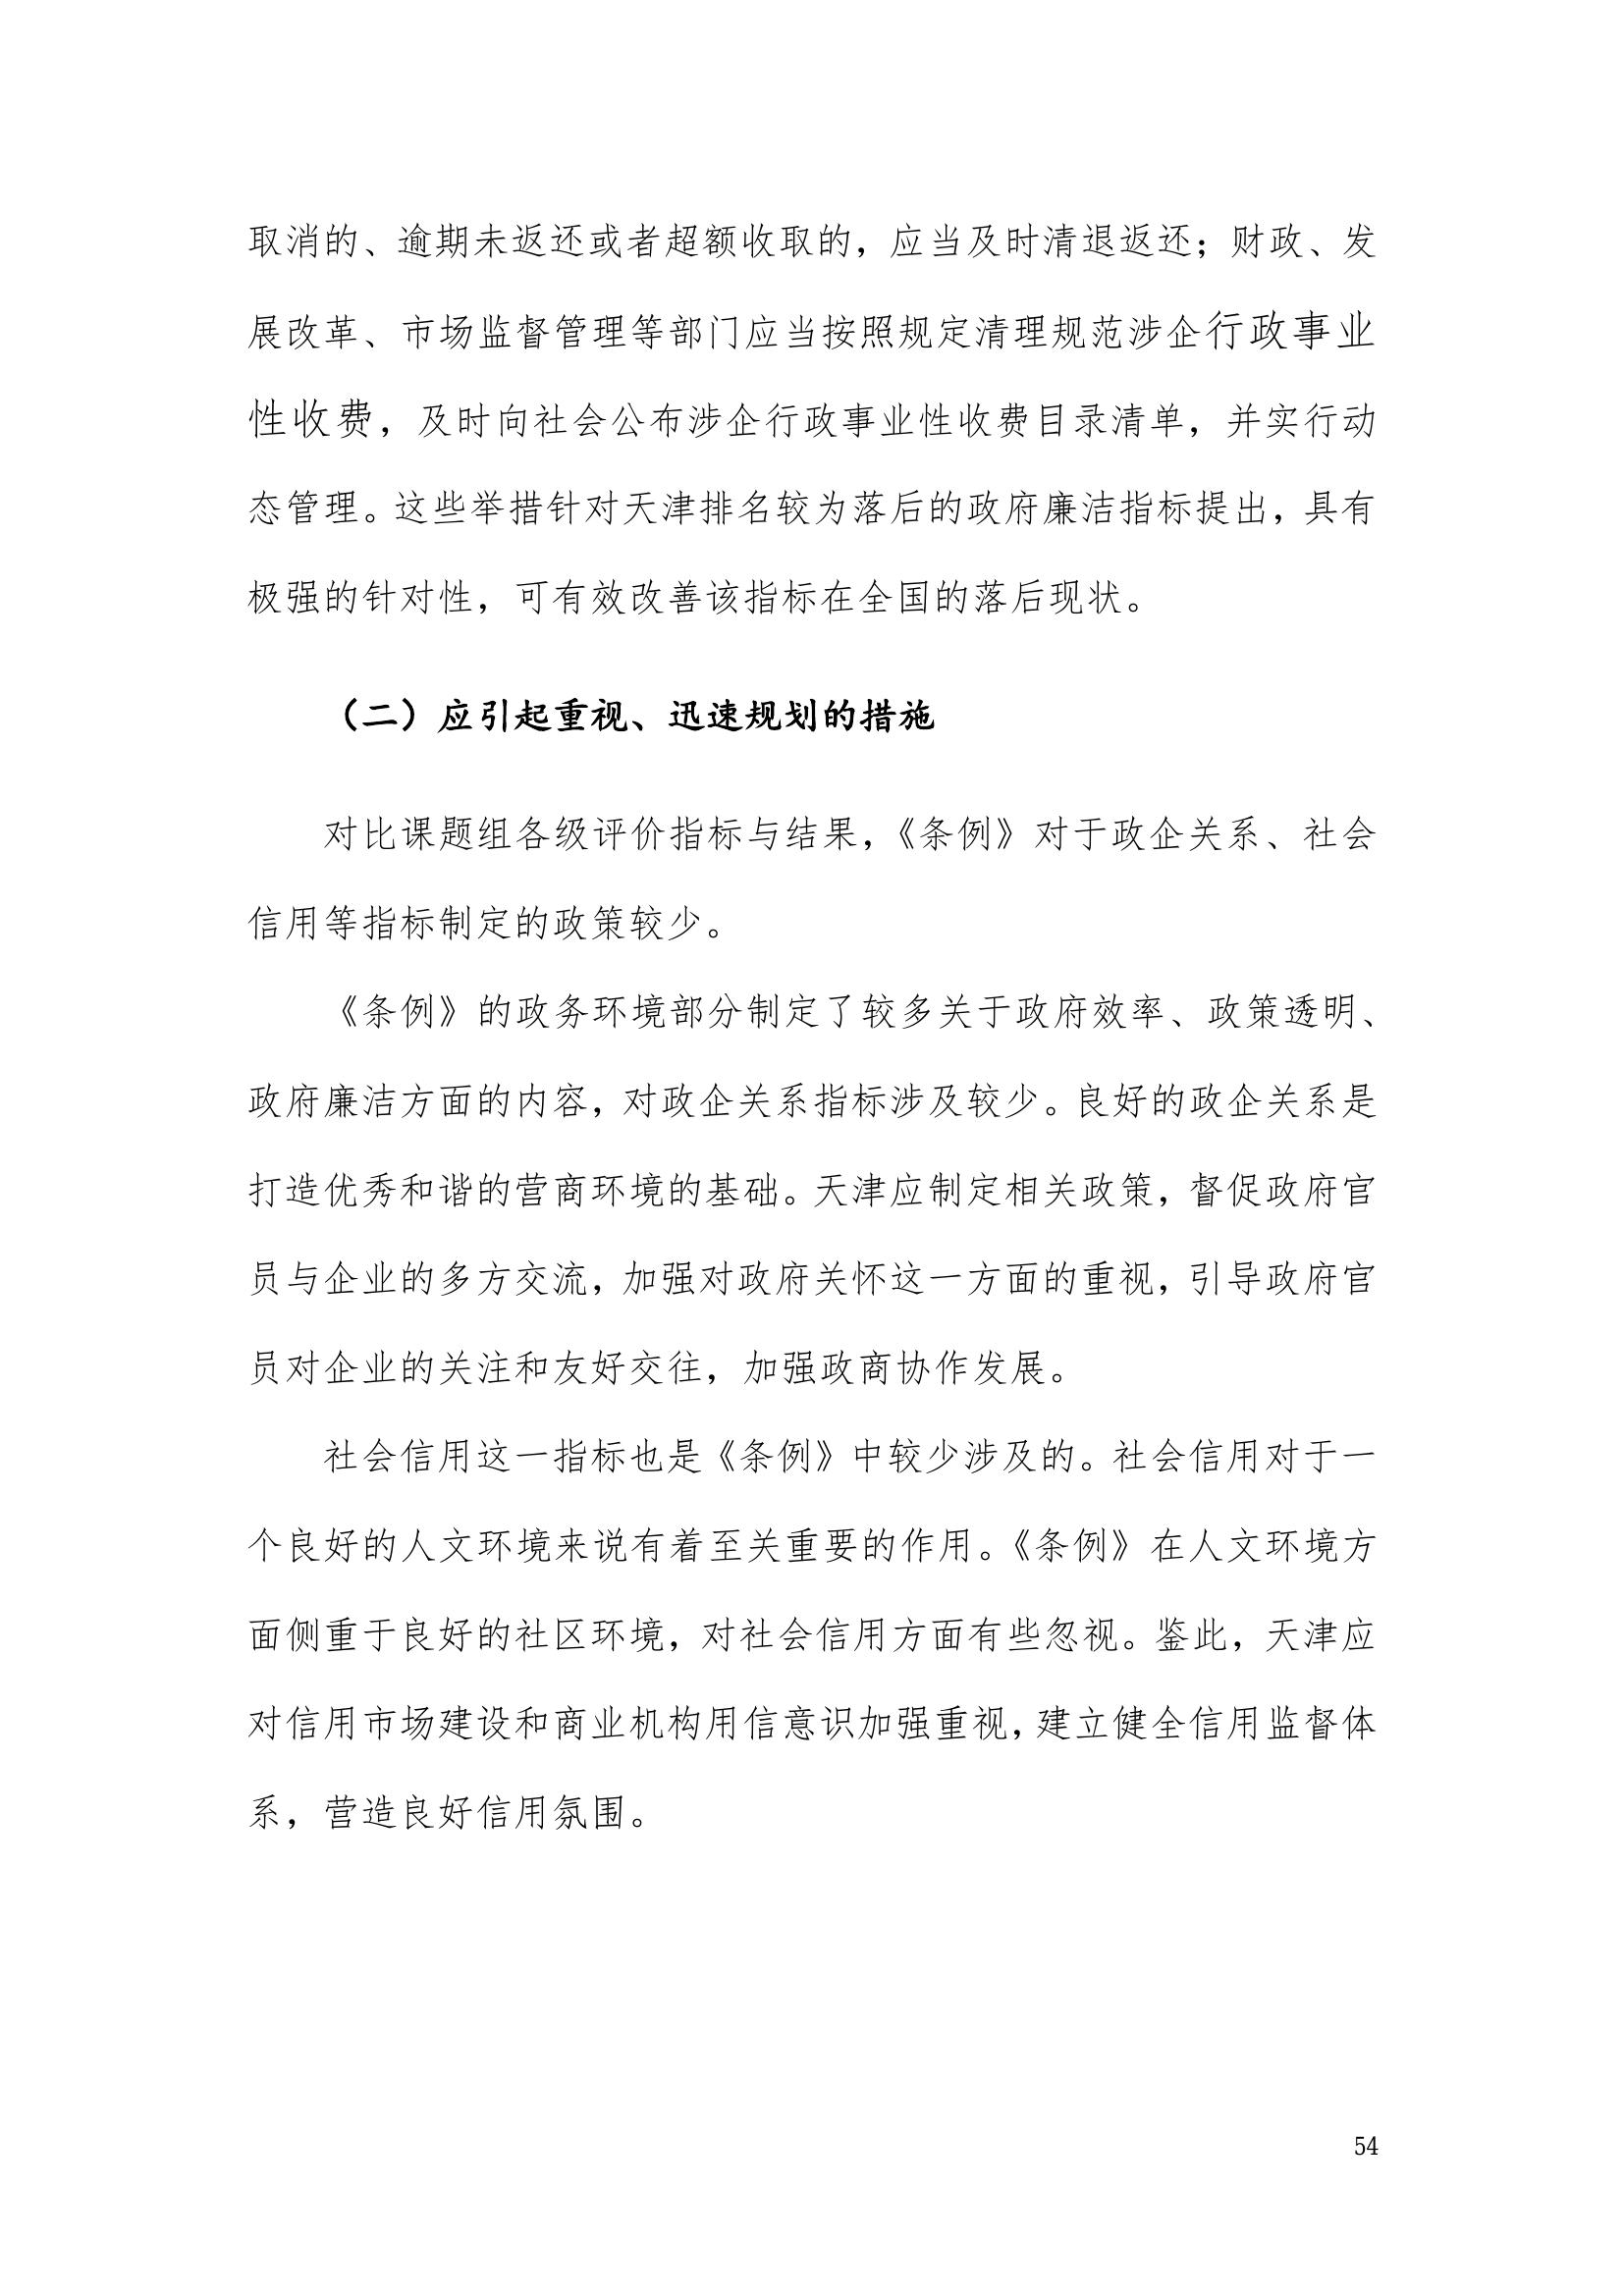 取消的、逾期未返还或者超额收取的，应当及时清退返还；财政、发
展改革、市场监督管理等部门应当按照规定清理规范涉企行政事业
性收费，及时向社会公布涉企行政事业性收费目录清单，并实行动
态管理。这些举措针对天津排名较为落后的政府廉洁指标提出，具有
极强的针对性，可有效改善该指标在全国的落后现状。
（二）应引起重视、迅速规划的措施
对比课题组各级评价指标与结果，《条例》对于政企关系、社会
信用等指标制定的政策较少。
《条例》的政务环境部分制定了较多关于政府效率、政策透明、
政府廉洁方面的内容，对政企关系指标涉及较少。良好的政企关系是
打造优秀和谐的营商环境的基础。天津应制定相关政策，督促政府官
员与企业的多方交流，加强对政府关怀这一方面的重视，引导政府官
员对企业的关注和友好交往，加强政商协作发展。
社会信用这一指标也是《条例》中较少涉及的。社会信用对于一
个良好的人文环境来说有着至关重要的作用。《条例》在人文环境方
面侧重于良好的社区环境，对社会信用方面有些忽视。鉴此，天津应
对信用市场建设和商业机构用信意识加强重视，建立健全信用监督体
系，营造良好信用氛围。
54